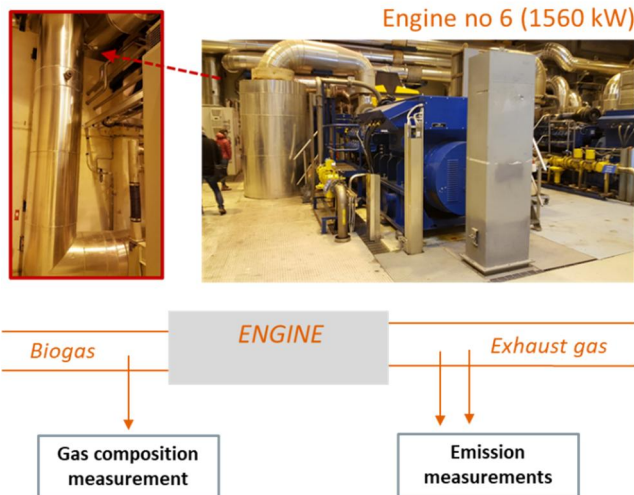 Engine no 6 (1560 kW)
ENGINE
Biogas
Exhaust gas
Gas composition
measurement
Emission
measurements